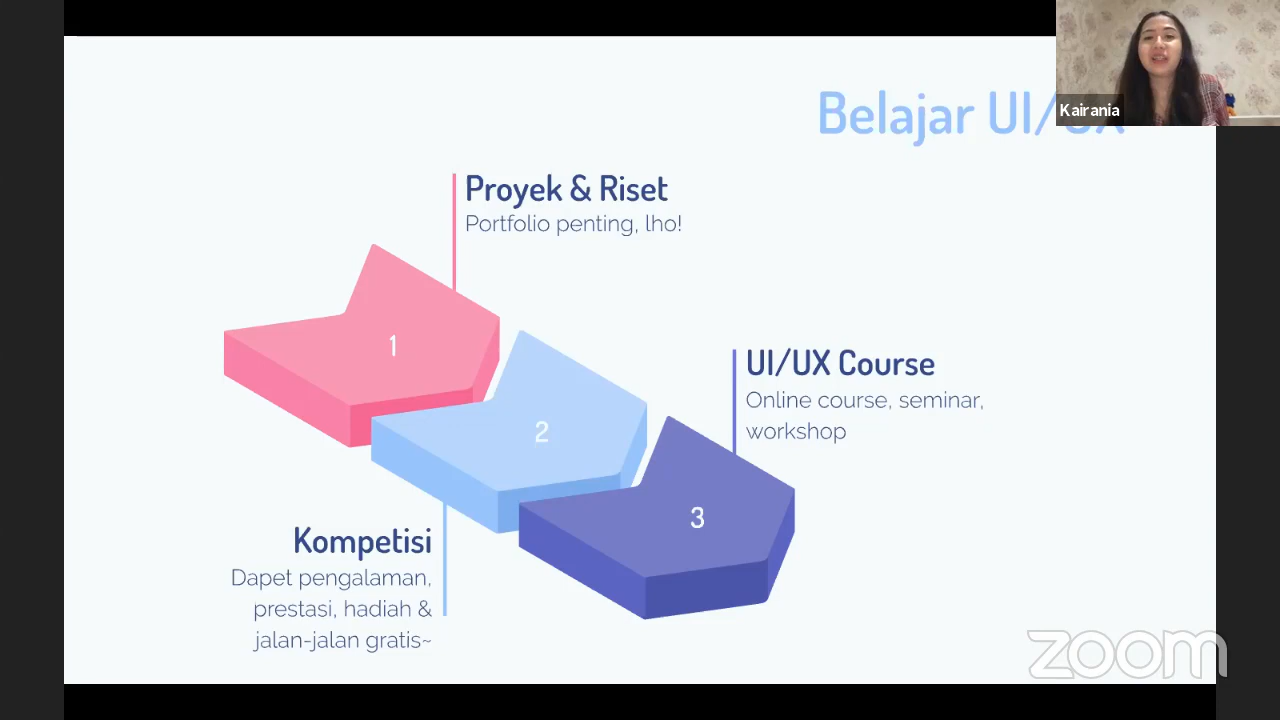 Belajar UI/UX
Kairania
Proyek & Riset
Portfolio penting, lho!
1
2
UI/UX Course
Online course, seminar,
workshop
3
Kompetisi
Dapet pengalaman,
prestasi, hadiah &
jalan-jalan gratis~
zoom